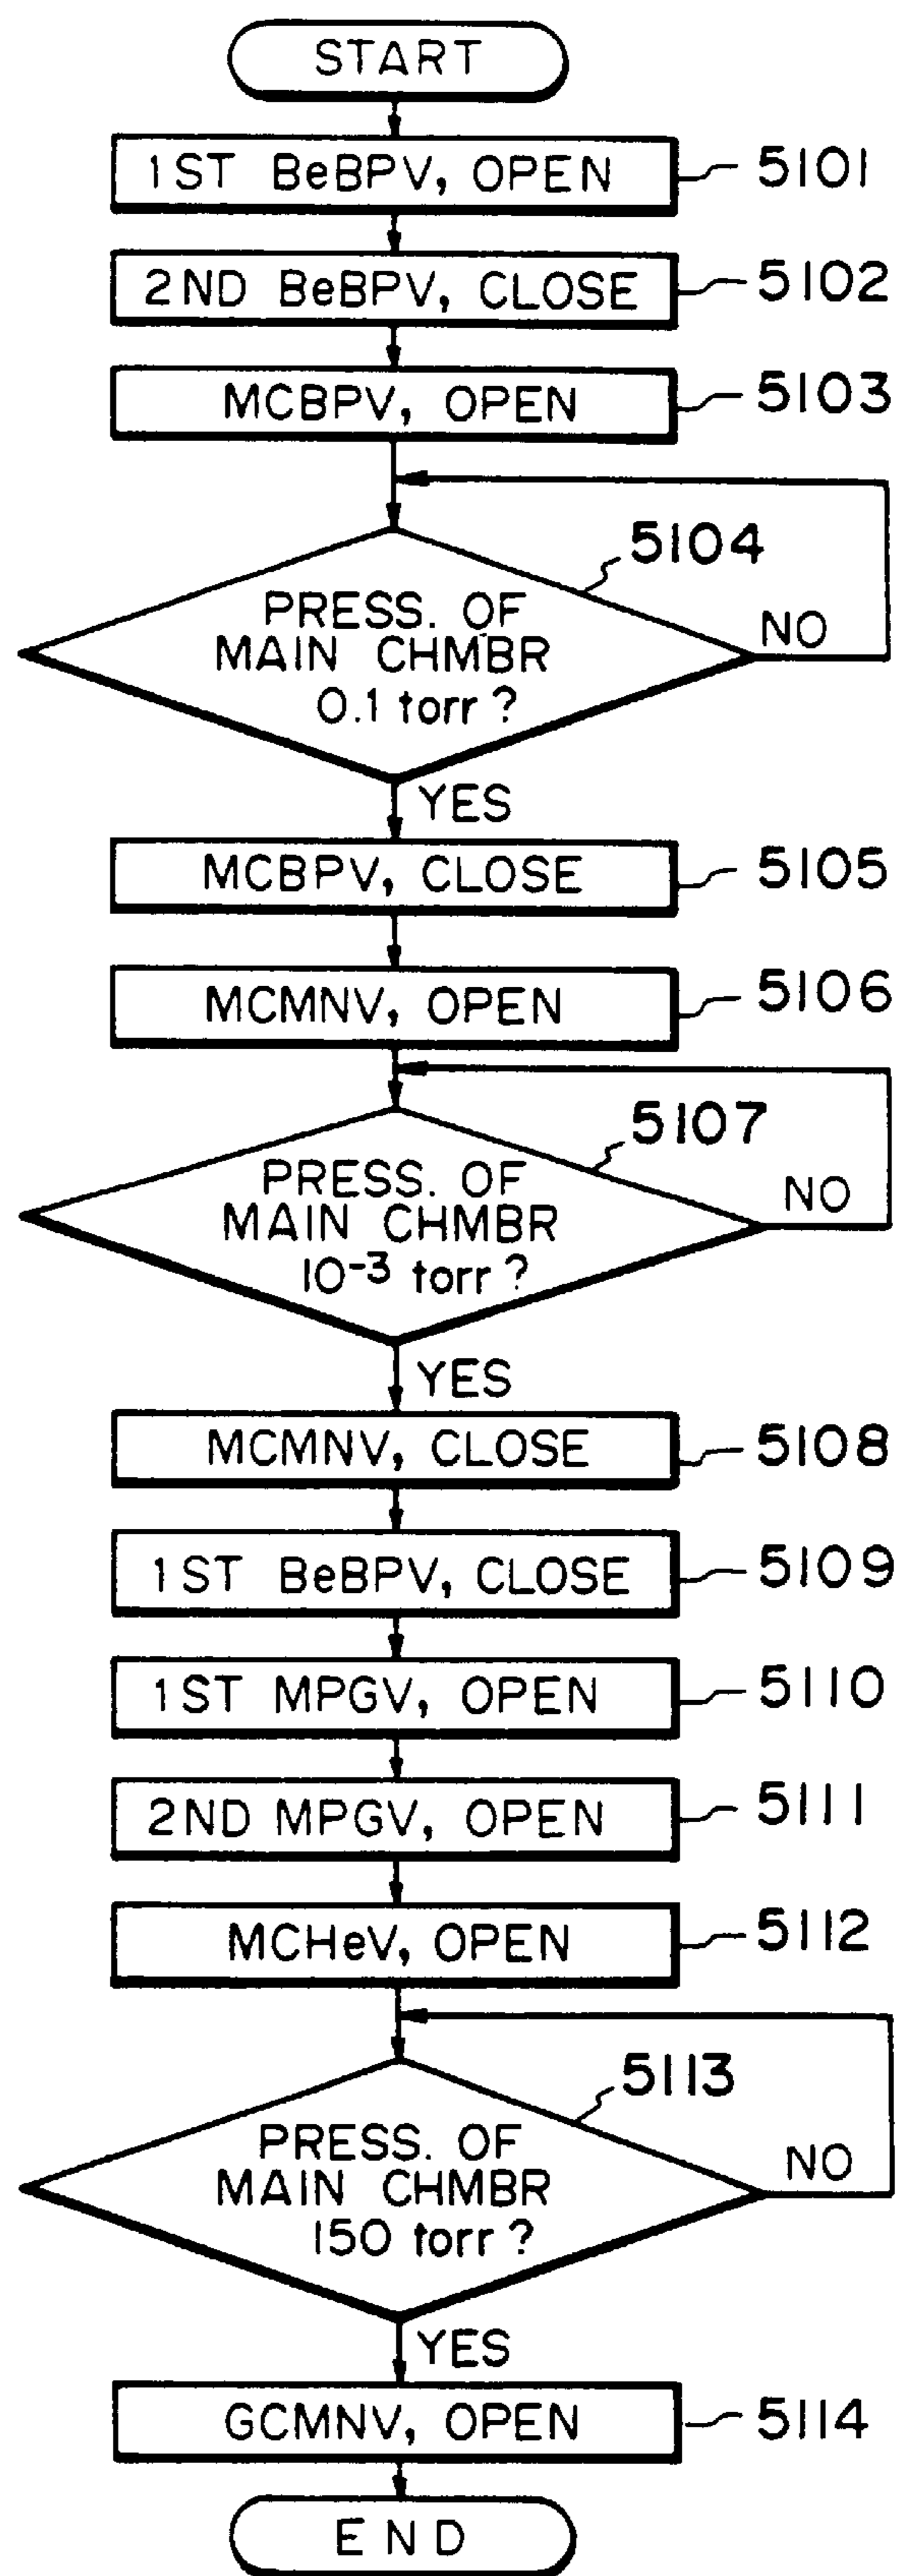 START
1ST BeBPV, OPEN
5101
2ND BeBPV, CLOSE
5102
MCBPV, OPEN
5103
5104
PRESS. OF
MAIN CHMBR
0.1 torr ?
NO
YES
MCBPV, CLOSE
5105
MCMNV, OPEN
5106
5107
PRESS. OF
MAIN CHMBR
10-3 torr ?
NO
YES
MCMNV, CLOSE
5108
1ST BeBPV, CLOSE
5109
1ST MPGV, OPEN
5110
2ND MPGV, OPEN
5111
MCHeV, OPEN
5112
5113
PRESS. OF
MAIN CHMBR
150 torr ?
NO
YES
GCMNV, OPEN
5114
END